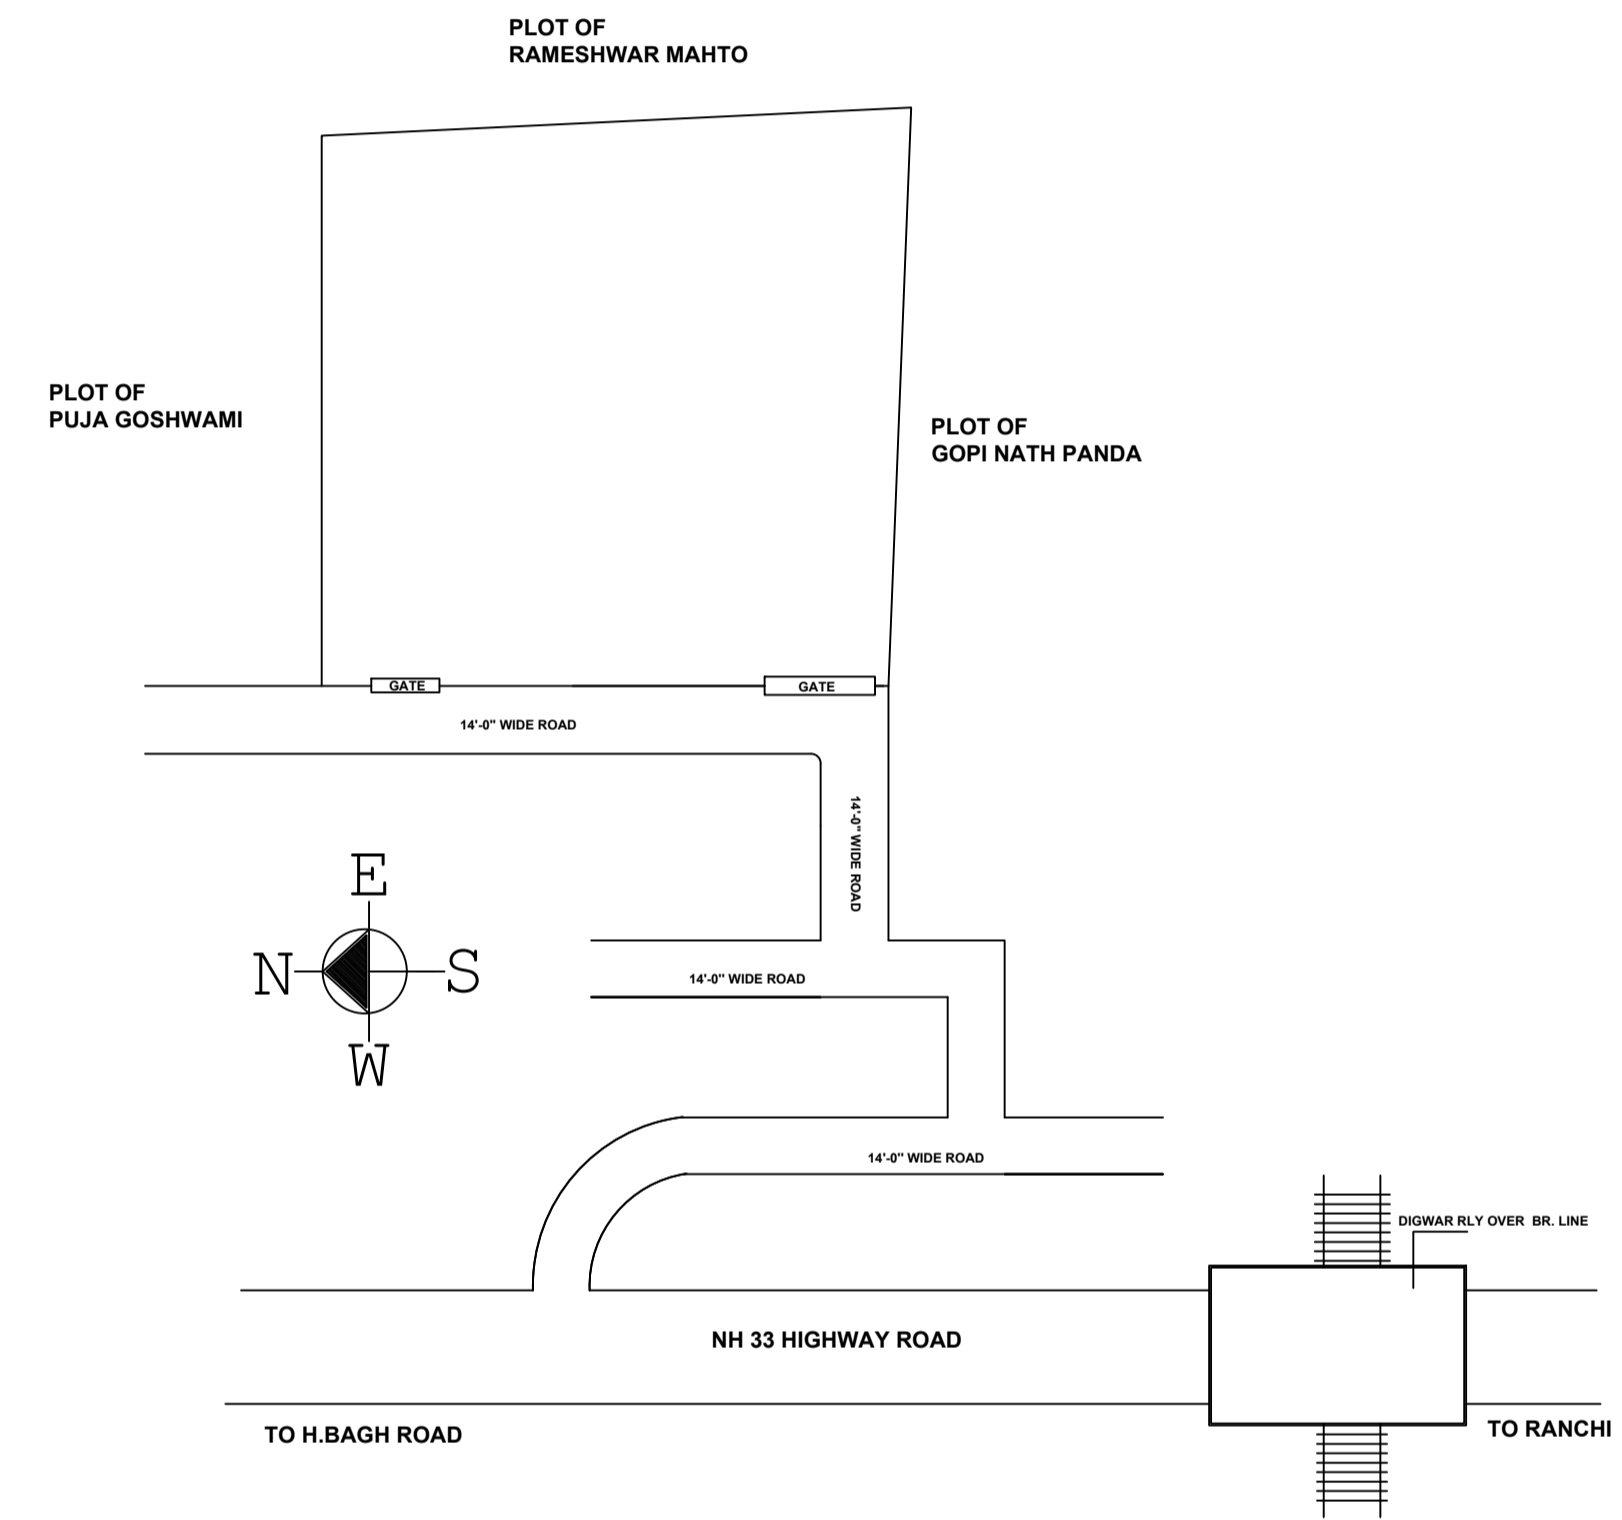 PLOT OF
RAMESHWAR MAHTO
PLOT OF
PUJA GOSHWAMI
PLOT OF
GOPI NATH PANDA
GATE
GATE
14'-0" WIDE ROAD
14'-0" WIDE ROAD
E
N
S
W
14'-0" WIDE ROAD
14'-0" WIDE ROAD
DIGWAR RLY OVER BR. LINE
NH 33 HIGHWAY ROAD
TO H.BAGH ROAD
TO RANCHI